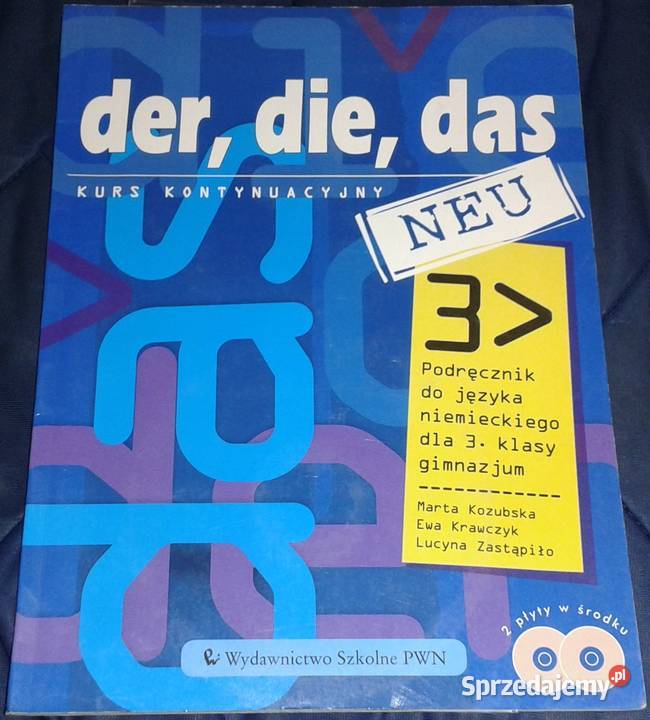 der, die, das
KURS KONTYNUACYJNY
NEU
3>
Podręcznik
do języka
niemieckiego
dla 3. klasy
gimnazjum
Marta Kozubska
Ewa Krawczyk
Lucyna Zastąpiło
2 płyty w środku
Wydawnictwo Szkolne PWN
Sprzedajemy.pl